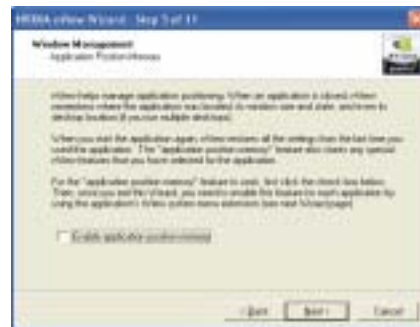 NVIDIA nView Wizard - Step 5 of 11
Window Management
Application Position Memory
nView helps manage application positioning. When an application is closed, nView
remembers where the application was located, its window size and state, and even its
desktop location (if you use multiple desktops).
When you start the application again, nView restores all the settings from the last time you
used the application. The "application position memory" feature also stores any special
nView features that you have selected for the application.
For the "application position memory" feature to work, first click the check box below.
Then, once you exit this Wizard, you need to enable this feature for each application by
using the application's nView system menu extension (see next Wizard page)
Enable application position memory
< Back
Next >
Cancel